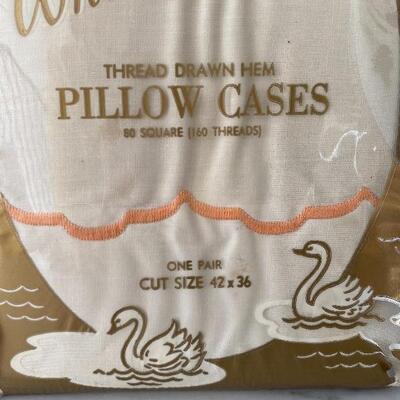 THREAD DRAWN HEM
PILLOW CASES
80 SQUARE (160 THREADS)
ONE PAIR
CUT SIZE 42 x 36